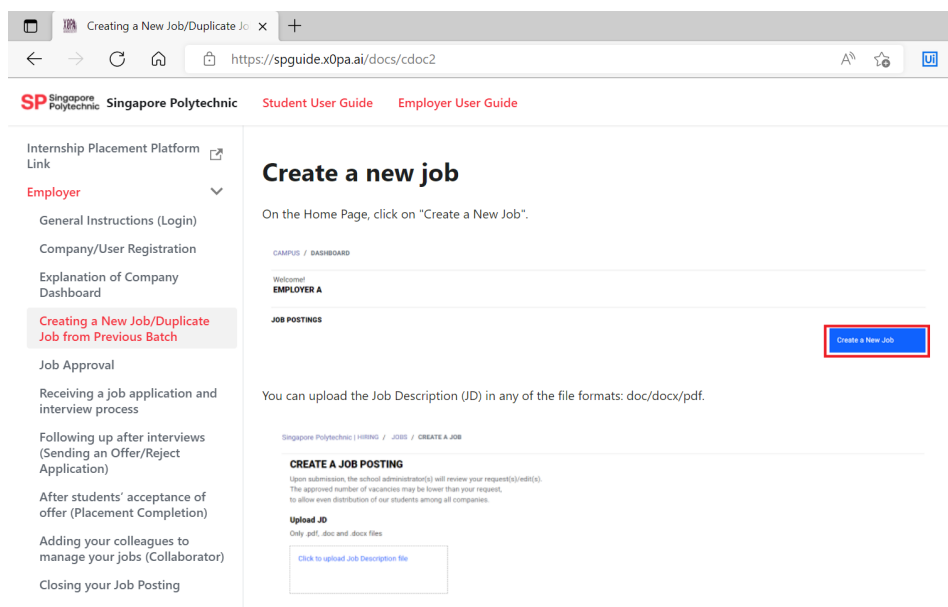 Creating a New Job/Duplicate Jo
https://spguide.x0pa.ai/docs/cdoc2
SP Singapore Polytechnic
Singapore Polytechnic
Student User Guide
Employer User Guide
Internship Placement Platform
Link
Employer
General Instructions (Login)
Company/User Registration
Explanation of Company
Dashboard
Creating a New Job/Duplicate
Job from Previous Batch
Job Approval
Receiving a job application and
interview process
Following up after interviews
(Sending an Offer/Reject
Application)
After students' acceptance of
offer (Placement Completion)
Adding your colleagues to
manage your jobs (Collaborator)
Closing your Job Posting
Create a new job
On the Home Page, click on "Create a New Job".
CAMPUS / DASHBOARD
Welcome!
EMPLOYER A
JOB POSTINGS
Create a New Job
You can upload the Job Description (JD) in any of the file formats: doc/docx/pdf.
Singapore Polytechnic | HIRING / JOBS / CREATE A JOB
CREATE A JOB POSTING
Upon submission, the school administrator(s) will review your request(s)/edit(s).
The approved number of vacancies may be lower than your request,
to allow even distribution of our students among all companies.
Upload JD
Only .pdf, .doc and .docx files
Click to upload Job Description file